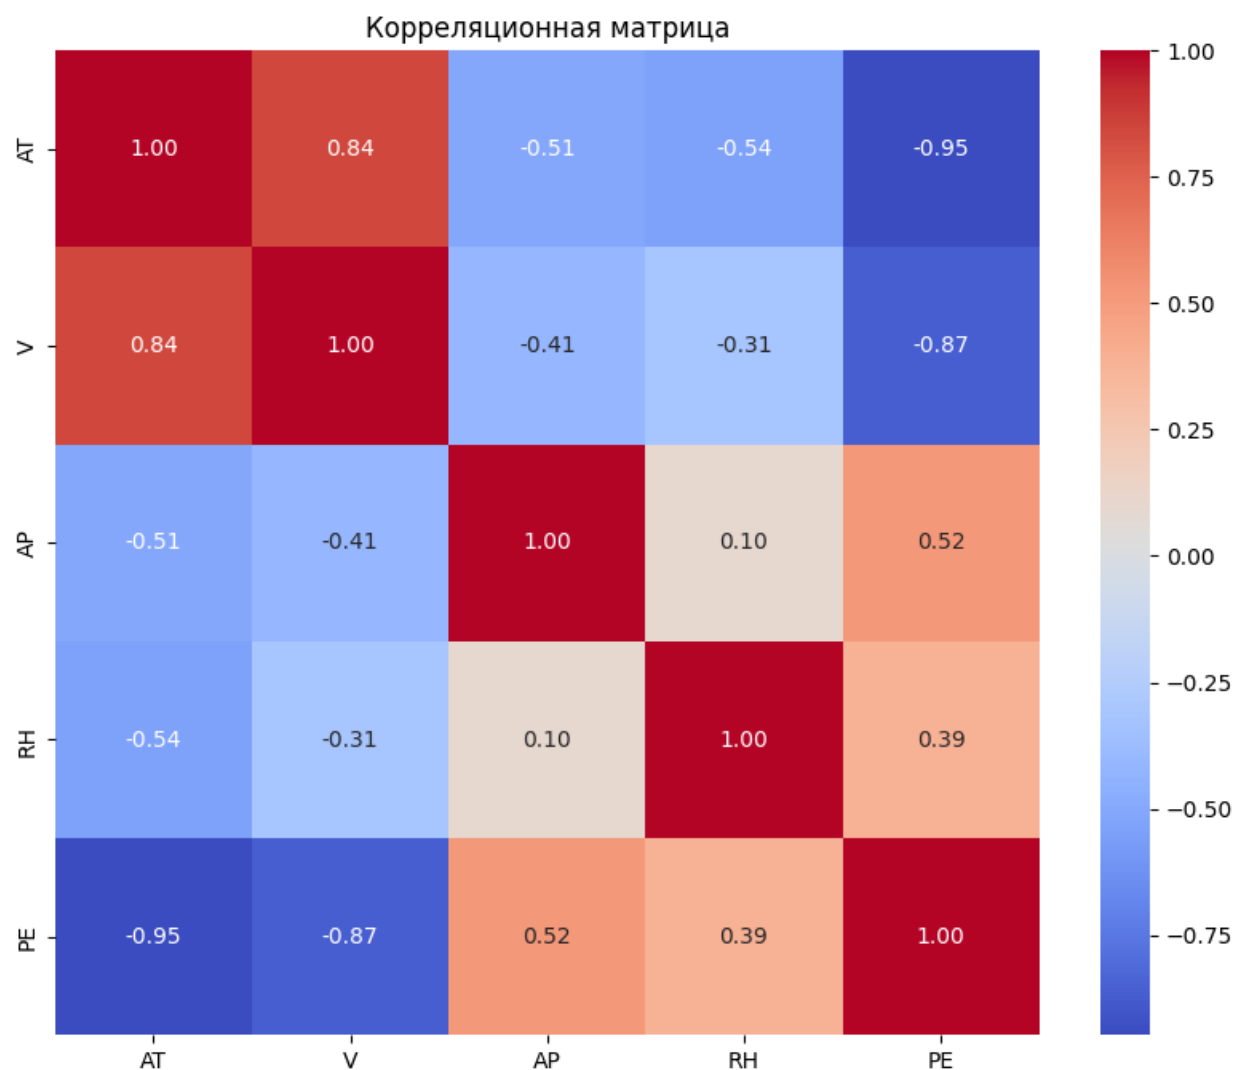 Корреляционная матрица
AT 1.00 0.84 -0.51 -0.54 -0.95
V 0.84 1.00 -0.41 -0.31 -0.87
AP -0.51 -0.41 1.00 0.10 0.52
RH -0.54 -0.31 0.10 1.00 0.39
PE -0.95 -0.87 0.52 0.39 1.00
AT V AP RH PE
1.00
0.75
0.50
0.25
0.00
−0.25
−0.50
−0.75